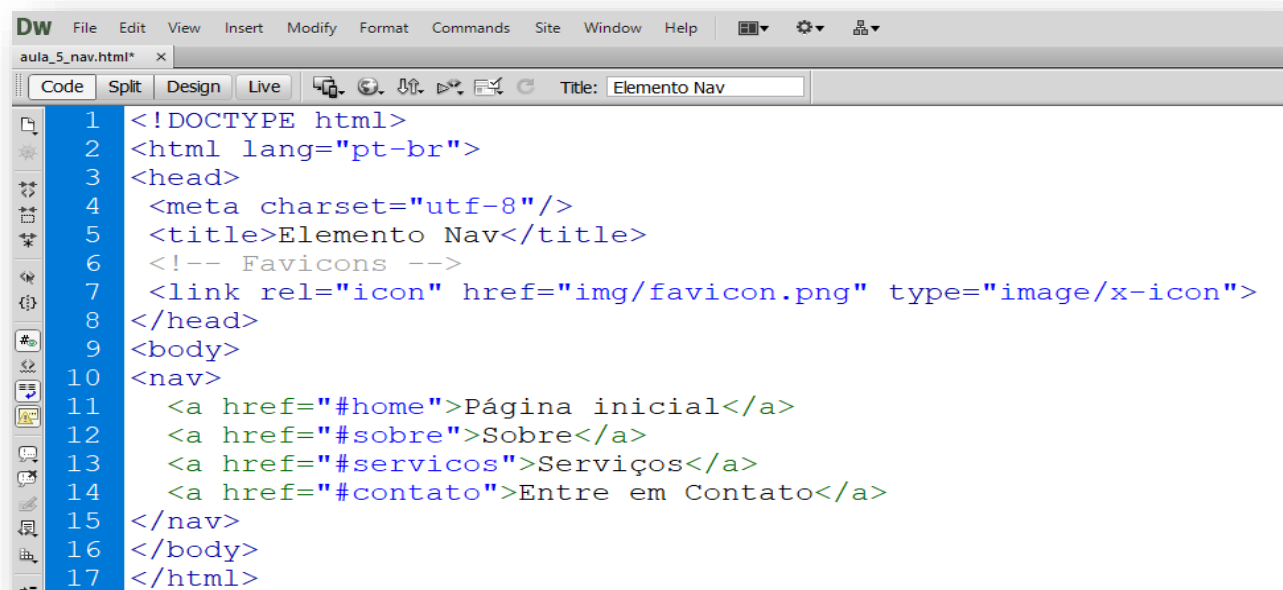 DW File Edit View Insert Modify Format Commands Site Window Help
aula_5_nav.html* ×
Code Split Design Live Title: Elemento Nav
1 <!DOCTYPE html>
2 <html lang="pt-br">
3 <head>
4 <meta charset="utf-8"/>
5 <title>Elemento Nav</title>
6 <!-- Favicons -->
7 <link rel="icon" href="img/favicon.png" type="image/x-icon">
8 </head>
9 <body>
10 <nav>
11 <a href="#home">Página inicial</a>
12 <a href="#sobre">Sobre</a>
13 <a href="#servicos">Serviços</a>
14 <a href="#contato">Entre em Contato</a>
15 </nav>
16 </body>
17 </html>